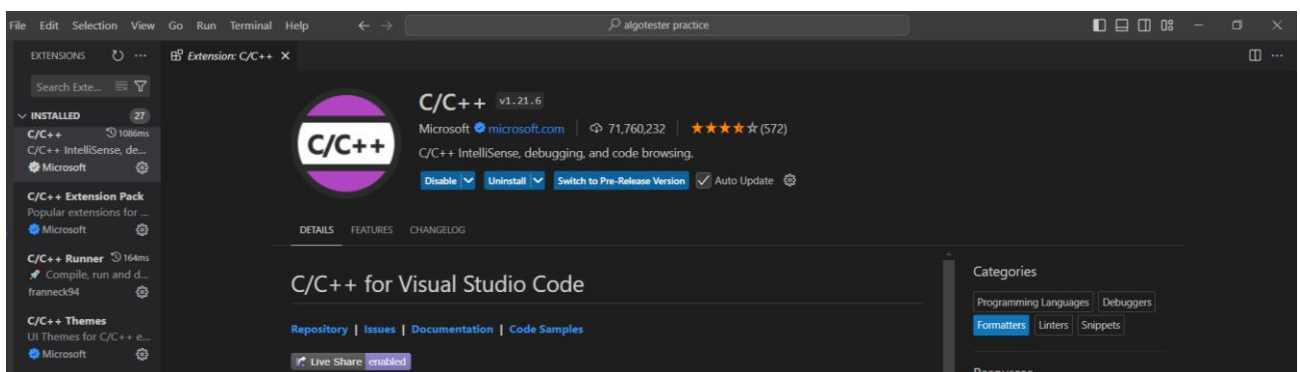 File Edit Selection View Go Run Terminal Help
algotester practice
EXTENSIONS
Extension: C/C++
Search Exte...
INSTALLED 27
C/C++ 1086ms
C/C++ IntelliSense, de...
Microsoft
C/C++ Extension Pack
Popular extensions for ...
Microsoft
C/C++ Runner 164ms
Compile, run and d...
franneck94
C/C++ Themes
UI Themes for C/C++ e...
Microsoft
C/C++
C/C++ v1.21.6
Microsoft microsoft.com 71,760,232 (572)
C/C++ IntelliSense, debugging, and code browsing.
Disable Uninstall Switch to Pre-Release Version Auto Update
DETAILS FEATURES CHANGELOG
C/C++ for Visual Studio Code
Repository | Issues | Documentation | Code Samples
Live Share enabled
Categories
Programming Languages Debuggers
Formatters Linters Snippets